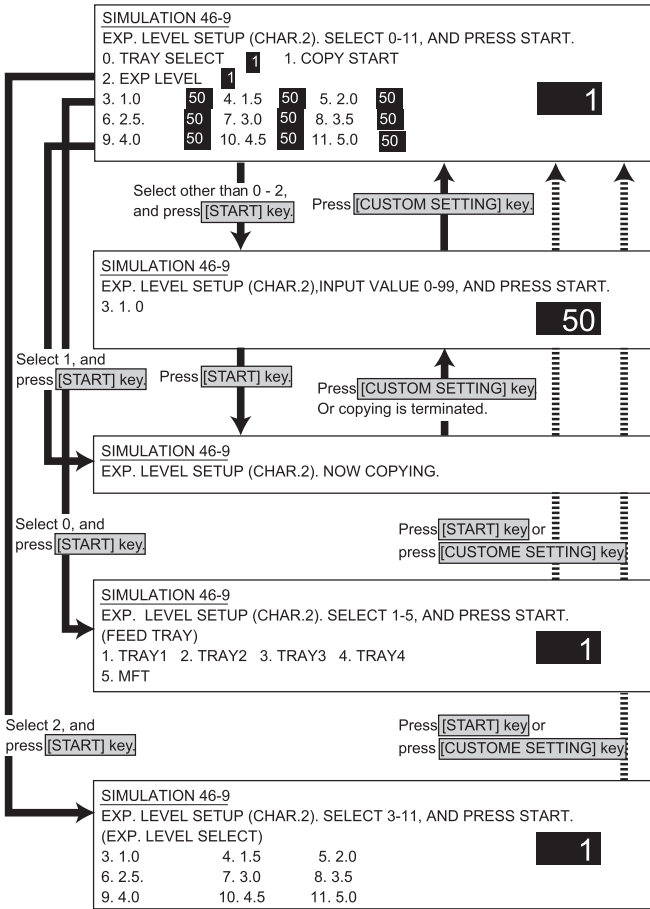 SIMULATION 46-9
EXP. LEVEL SETUP (CHAR.2). SELECT 0-11, AND PRESS START.
0. TRAY SELECT 1 1. COPY START
2. EXP LEVEL 1
3. 1.0 50 4. 1.5 50 5. 2.0 50
1
6. 2.5. 50 7. 3.0 50 8. 3.5 50
9. 4.0 50 10. 4.5 50 11. 5.0 50
Select other than 0 - 2,
and press [START] key.
Press [CUSTOM SETTING] key.
SIMULATION 46-9
EXP. LEVEL SETUP (CHAR.2),INPUT VALUE 0-99, AND PRESS START.
3. 1. 0
50
Select 1, and
press [START] key.
Press [START] key.
Press [CUSTOM SETTING] key.
Or copying is terminated.
SIMULATION 46-9
EXP. LEVEL SETUP (CHAR.2). NOW COPYING.
Select 0, and
press [START] key.
Press [START] key or
press [CUSTOME SETTING] key
SIMULATION 46-9
EXP. LEVEL SETUP (CHAR.2). SELECT 1-5, AND PRESS START.
(FEED TRAY)
1. TRAY1 2. TRAY2 3. TRAY3 4. TRAY4
1
5. MFT
Select 2, and
press [START] key.
Press [START] key or
press [CUSTOME SETTING] key
SIMULATION 46-9
EXP. LEVEL SETUP (CHAR.2). SELECT 3-11, AND PRESS START.
(EXP. LEVEL SELECT)
1
3. 1.0 4. 1.5 5. 2.0
6. 2.5. 7. 3.0 8. 3.5
9. 4.0 10. 4.5 11. 5.0